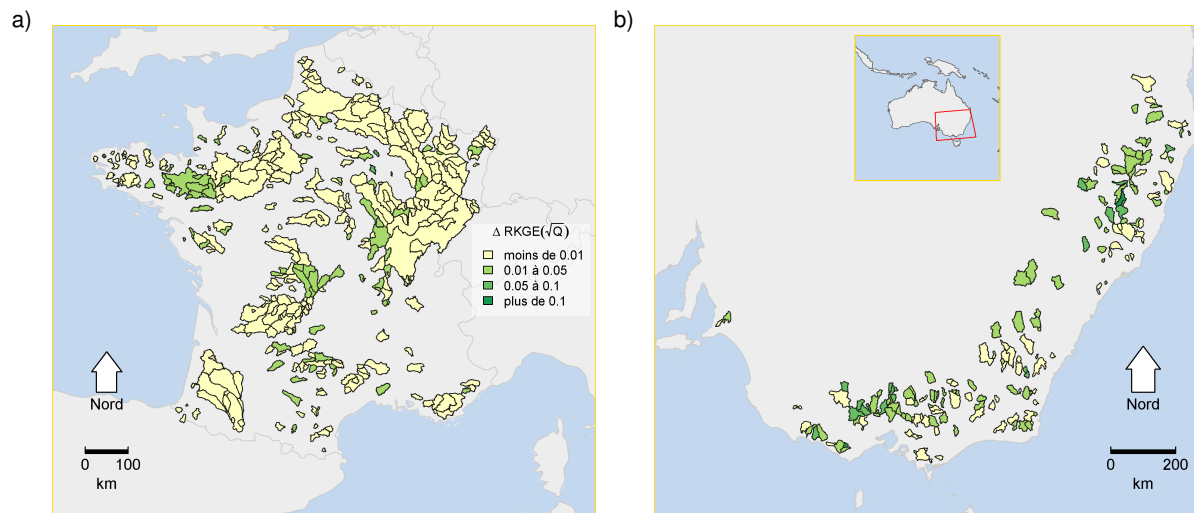 a)
Δ RKGE(√Q)
moins de 0.01
0.01 à 0.05
0.05 à 0.1
plus de 0.1
Nord
0 100
km
b)
Nord
0 200
km